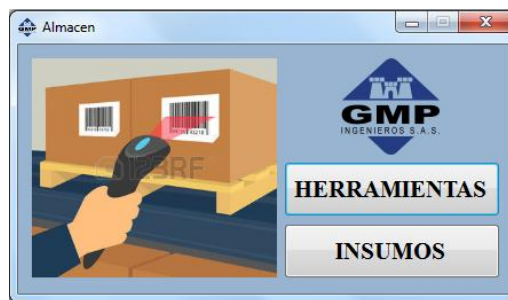 Almacen
123RF
GMP
INGENIEROS S.A.S.
HERRAMIENTAS
INSUMOS